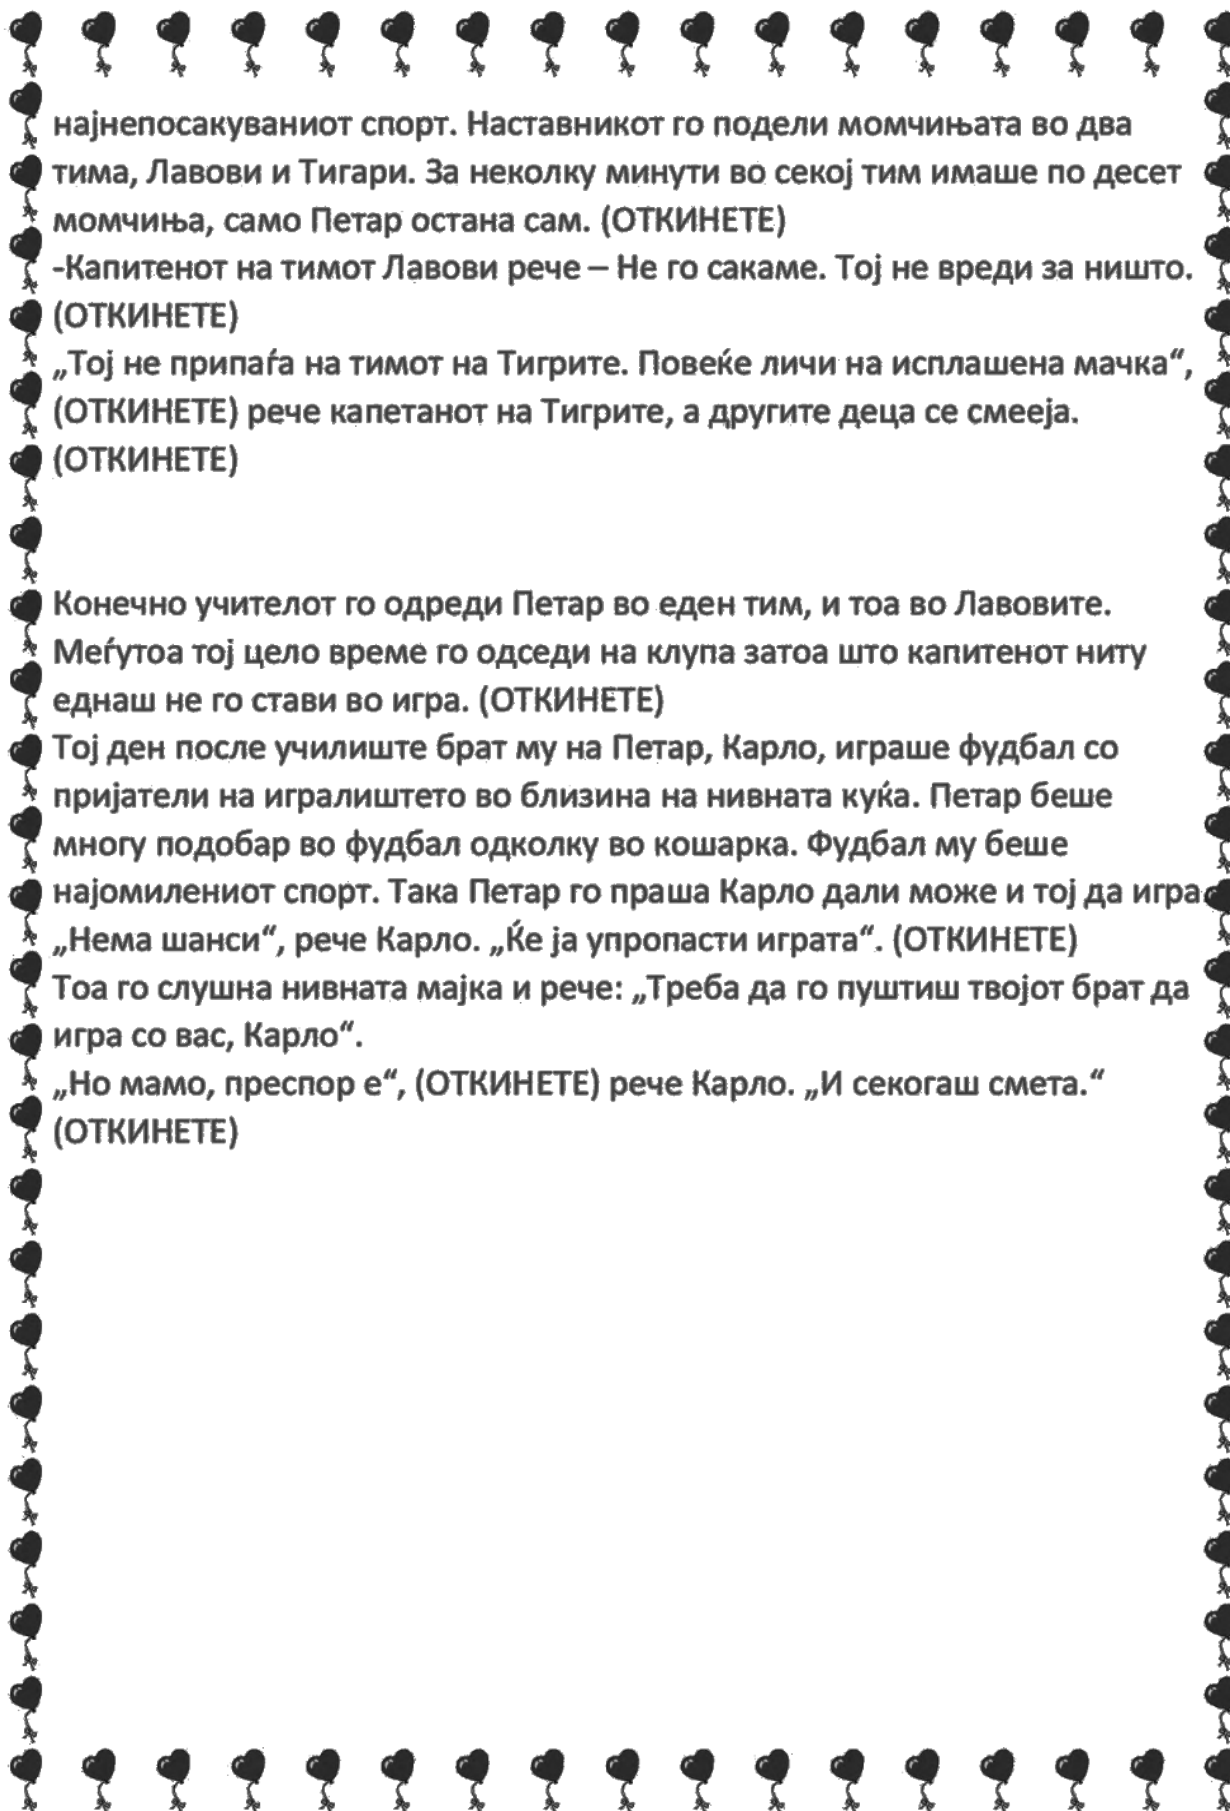 најнепосакуваниот спорт. Наставникот го подели момчињата во два
тима, Лавови и Тигари. За неколку минути во секој тим имаше по десет
момчиња, само Петар остана сам. (ОТКИНЕТЕ)
-Капитенот на тимот Лавови рече – Не го сакаме. Тој не вреди за ништо.
(ОТКИНЕТЕ)
„Тој не припаѓа на тимот на Тигрите. Повеќе личи на исплашена мачка“,
(ОТКИНЕТЕ) рече капетанот на Тигрите, а другите деца се смееја.
(ОТКИНЕТЕ)
Конечно учителот го одреди Петар во еден тим, и тоа во Лавовите.
Меѓутоа тој цело време го одседи на клупа затоа што капитенот ниту
еднаш не го стави во игра. (ОТКИНЕТЕ)
Тој ден после училиште брат му на Петар, Карло, играше фудбал со
пријатели на игралиштето во близина на нивната куќа. Петар беше
многу подобар во фудбал одколку во кошарка. Фудбал му беше
најомилениот спорт. Така Петар го праша Карло дали може и тој да игра.
„Нема шанси“, рече Карло. „Ќе ја упропасти играта“. (ОТКИНЕТЕ)
Тоа го слушна нивната мајка и рече: „Треба да го пуштиш твојот брат да
игра со вас, Карло“.
„Но мамо, преспор е“, (ОТКИНЕТЕ) рече Карло. „И секогаш смета.“
(ОТКИНЕТЕ)